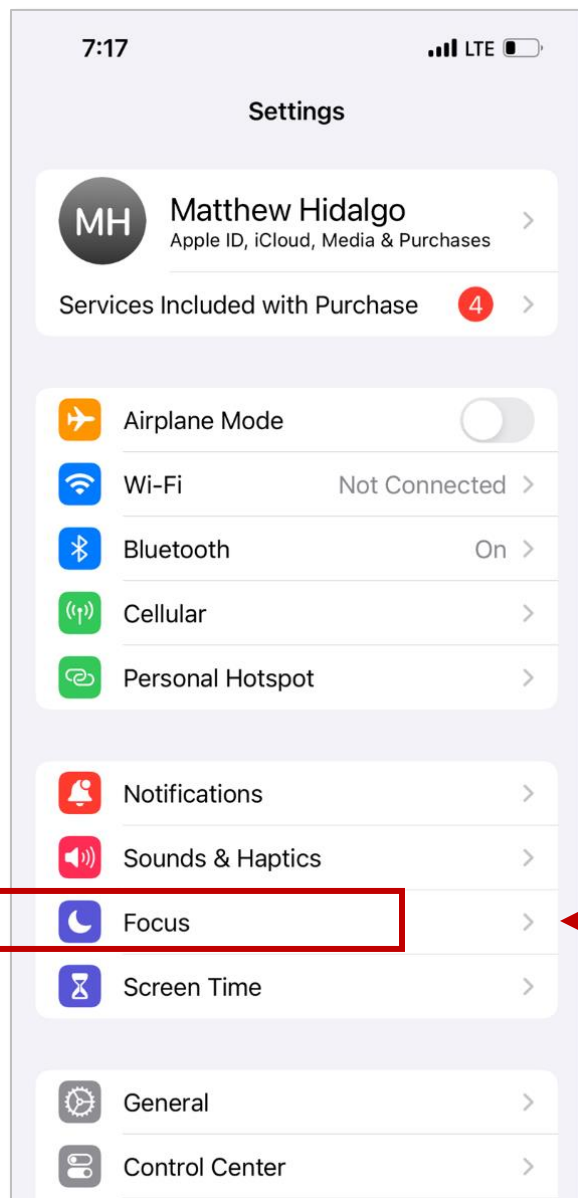 7:17 LTE
Settings
MH Matthew Hidalgo
Apple ID, iCloud, Media & Purchases
Services Included with Purchase 4
Airplane Mode
Wi-Fi Not Connected
Bluetooth On
Cellular
Personal Hotspot
Notifications
Sounds & Haptics
Focus
Screen Time
General
Control Center